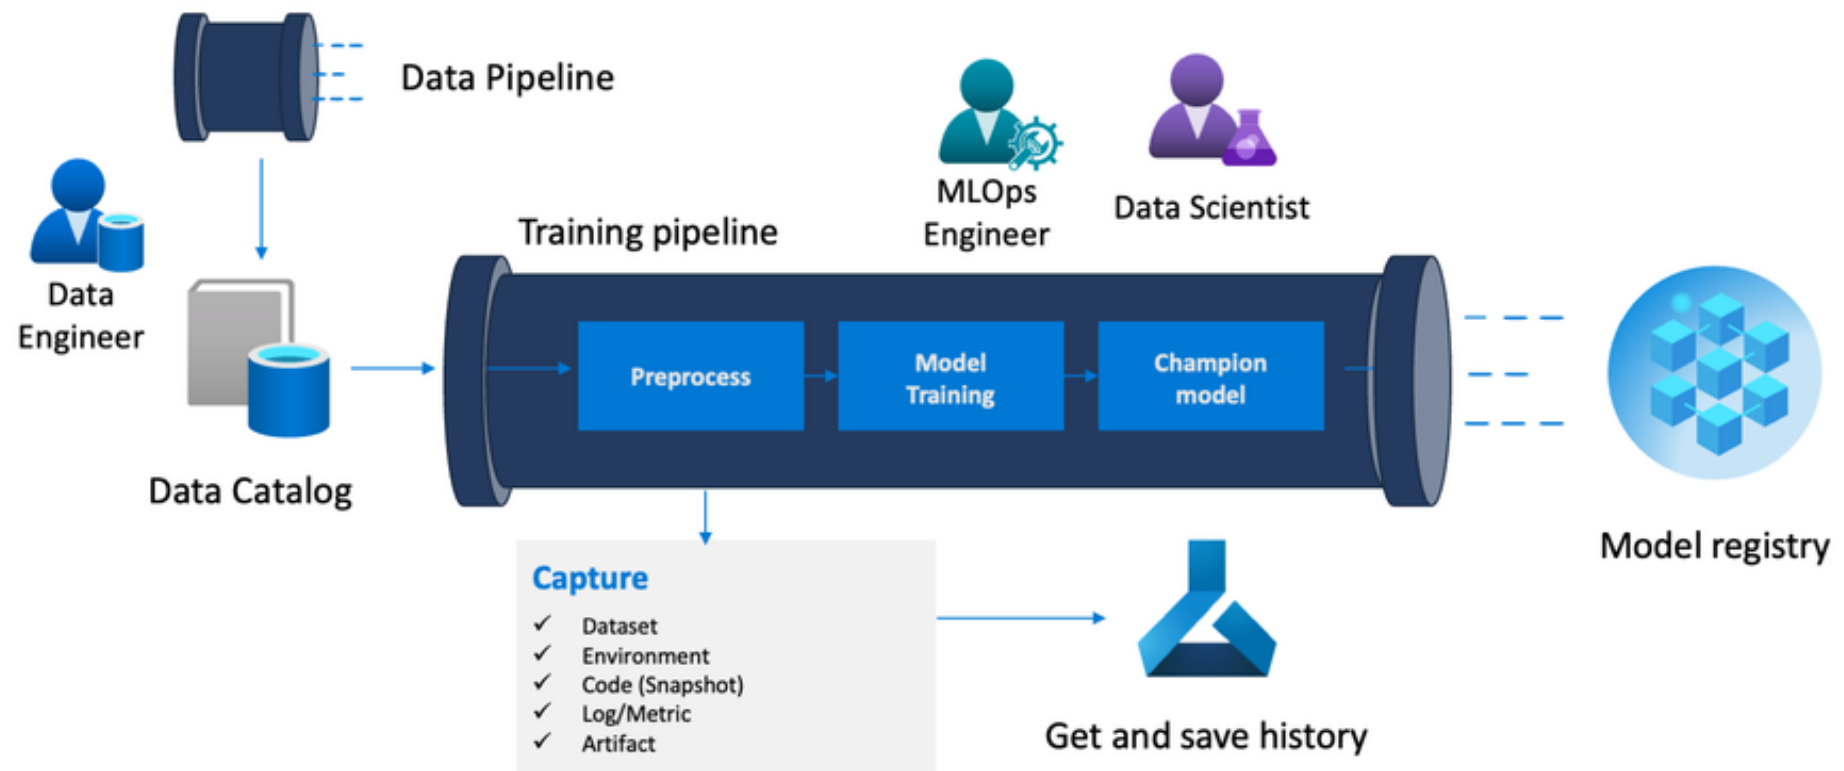 Data Pipeline
MLOps
Engineer
Data Scientist
Data
Engineer
Training pipeline
Preprocess
Model
Training
Champion
model
Data Catalog
Model registry
Capture
✓ Dataset
✓ Environment
✓ Code (Snapshot)
✓ Log/Metric
✓ Artifact
Get and save history